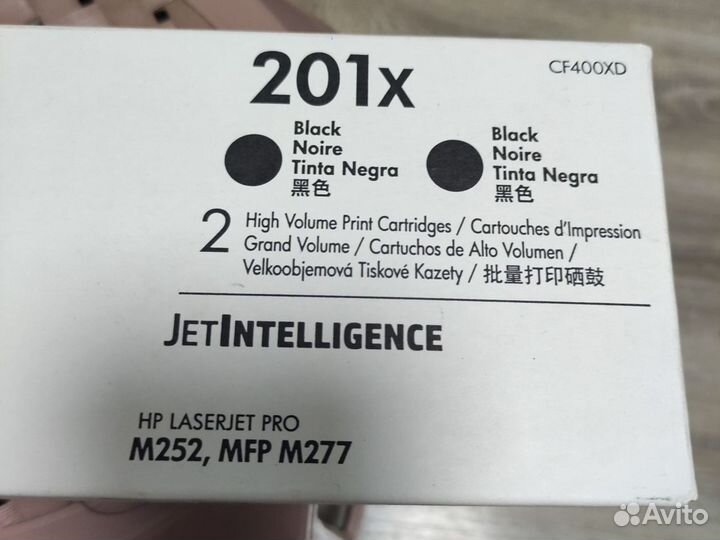 201x
CF400XD
Black
Noire
Tinta Negra
黑色
Black
Noire
Tinta Negra
黑色
2
High Volume Print Cartridges / Cartouches d'Impression
Grand Volume / Cartuchos de Alto Volumen /
Velkoobjemová Tiskové Kazety / 批量打印硒鼓
JETINTELLIGENCE
HP LASERJET PRO
M252, MFP M277
Avito